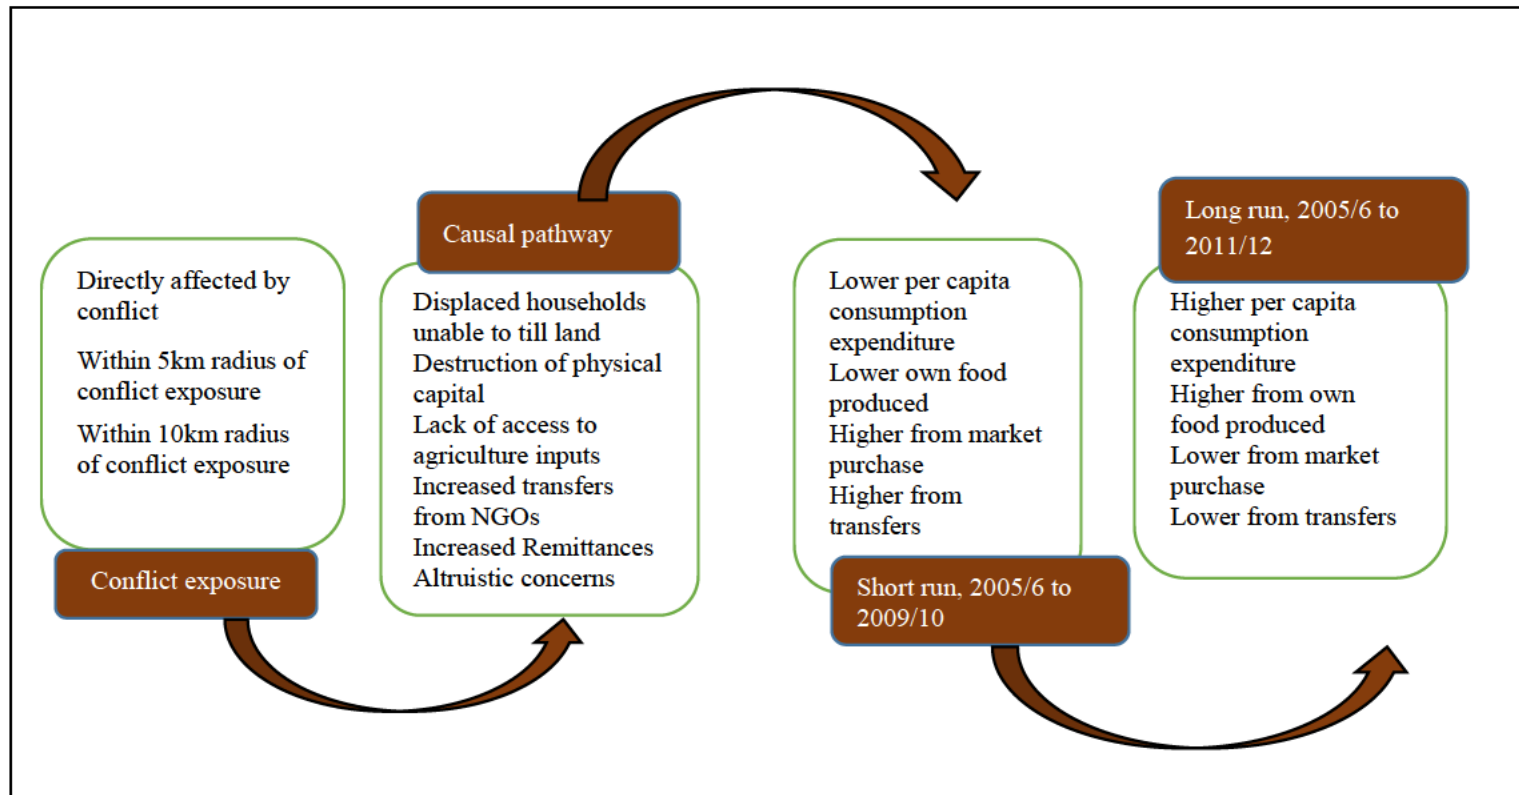 Directly affected by
conflict
Within 5km radius of
conflict exposure
Within 10km radius
of conflict exposure
Conflict exposure
Causal pathway
Displaced households
unable to till land
Destruction of physical
capital
Lack of access to
agriculture inputs
Increased transfers
from NGOs
Increased Remittances
Altruistic concerns
Lower per capita
consumption
expenditure
Lower own food
produced
Higher from market
purchase
Higher from
transfers
Short run, 2005/6 to
2009/10
Long run, 2005/6 to
2011/12
Higher per capita
consumption
expenditure
Higher from own
food produced
Lower from market
purchase
Lower from transfers